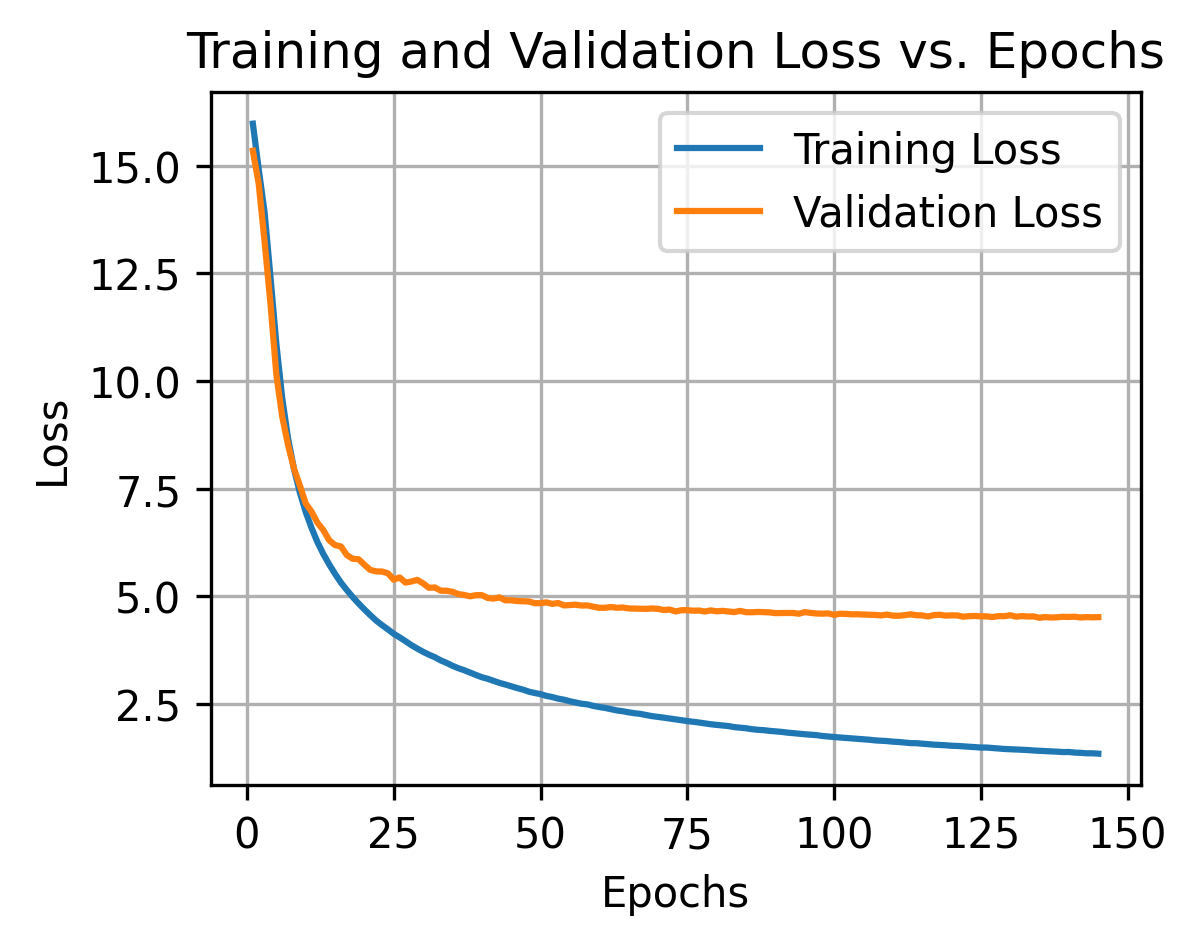 Training and Validation Loss vs. Epochs
Training Loss
Validation Loss
15.0
12.5
10.0
7.5
5.0
2.5
Loss
0 25 50 75 100 125 150
Epochs